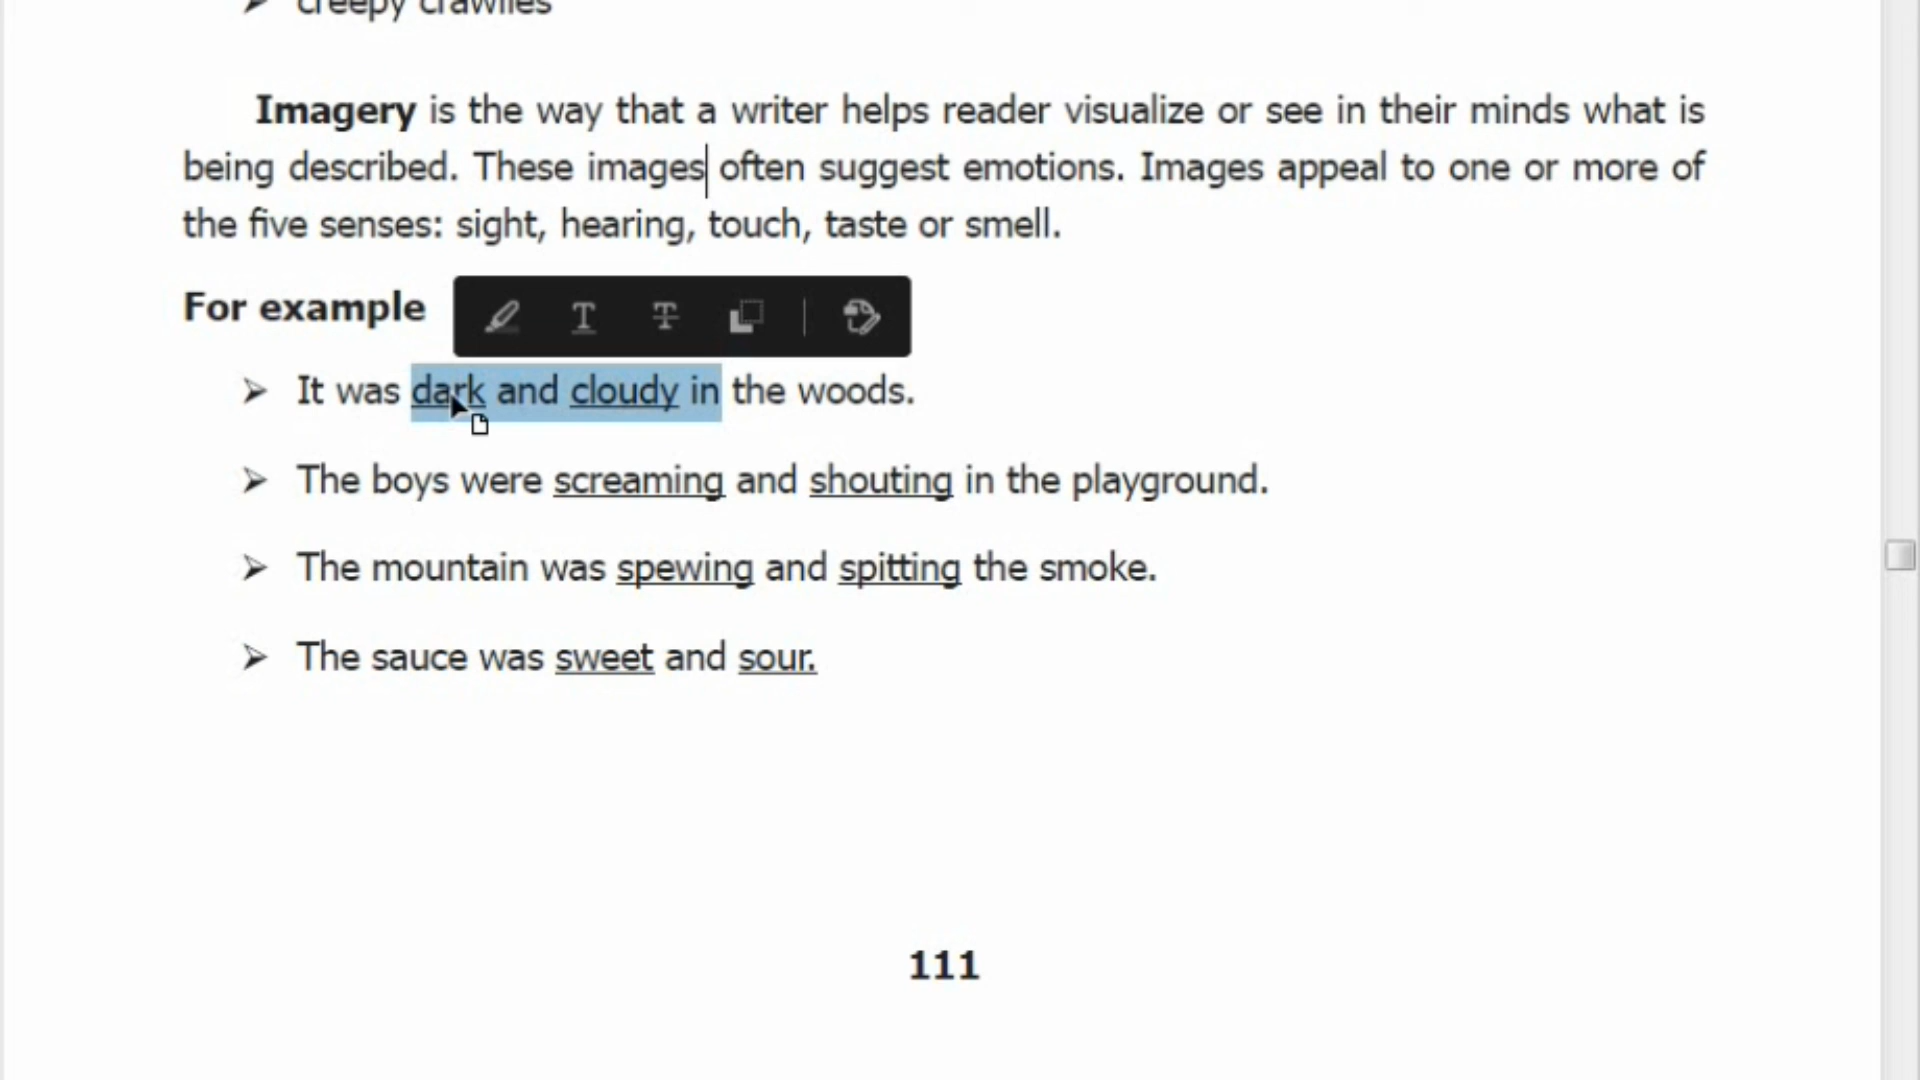 creepy crawlies
Imagery is the way that a writer helps reader visualize or see in their minds what is
being described. These images often suggest emotions. Images appeal to one or more of
the five senses: sight, hearing, touch, taste or smell.
For example
➢ It was dark and cloudy in the woods.
➢ The boys were screaming and shouting in the playground.
➢ The mountain was spewing and spitting the smoke.
➢ The sauce was sweet and sour.
111